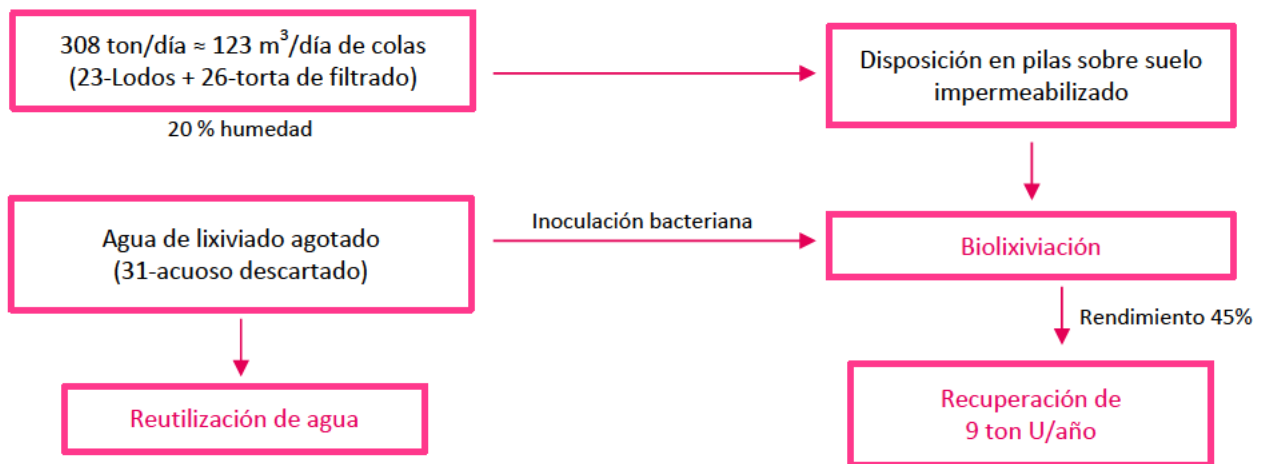 308 ton/día ≈ 123 m³/día de colas
(23-Lodos + 26-torta de filtrado)
20 % humedad
Disposición en pilas sobre suelo
impermeabilizado
Agua de lixiviado agotado
(31-acuoso descartado)
Inoculación bacteriana
Biolixiviación
Rendimiento 45%
Reutilización de agua
Recuperación de
9 ton U/año